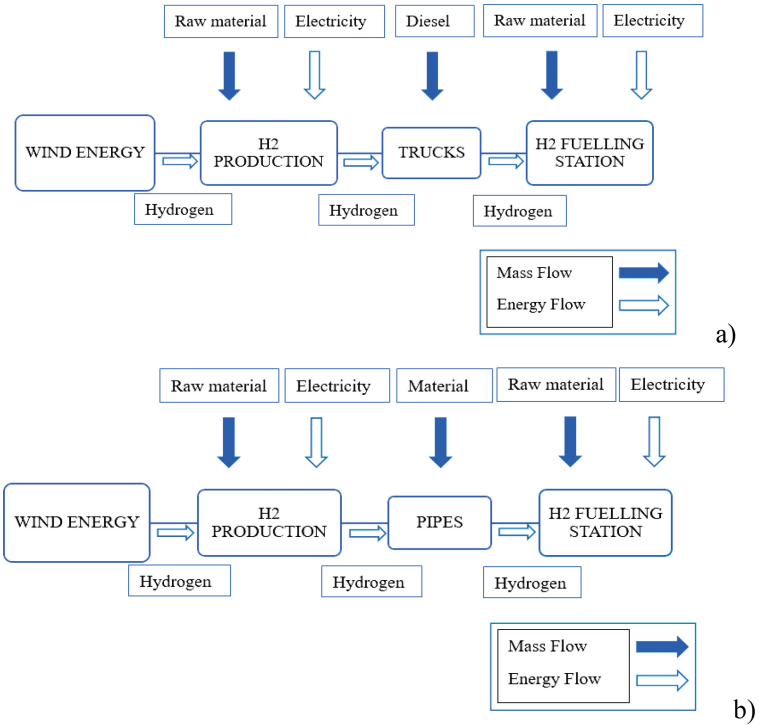 Raw material
Electricity
Diesel
Raw material
Electricity
WIND ENERGY
H2
PRODUCTION
TRUCKS
H2 FUELLING
STATION
Hydrogen
Hydrogen
Hydrogen
Mass Flow
Energy Flow
a)
Raw material
Electricity
Material
Raw material
Electricity
WIND ENERGY
H2
PRODUCTION
PIPES
H2 FUELLING
STATION
Hydrogen
Hydrogen
Hydrogen
Mass Flow
Energy Flow
b)